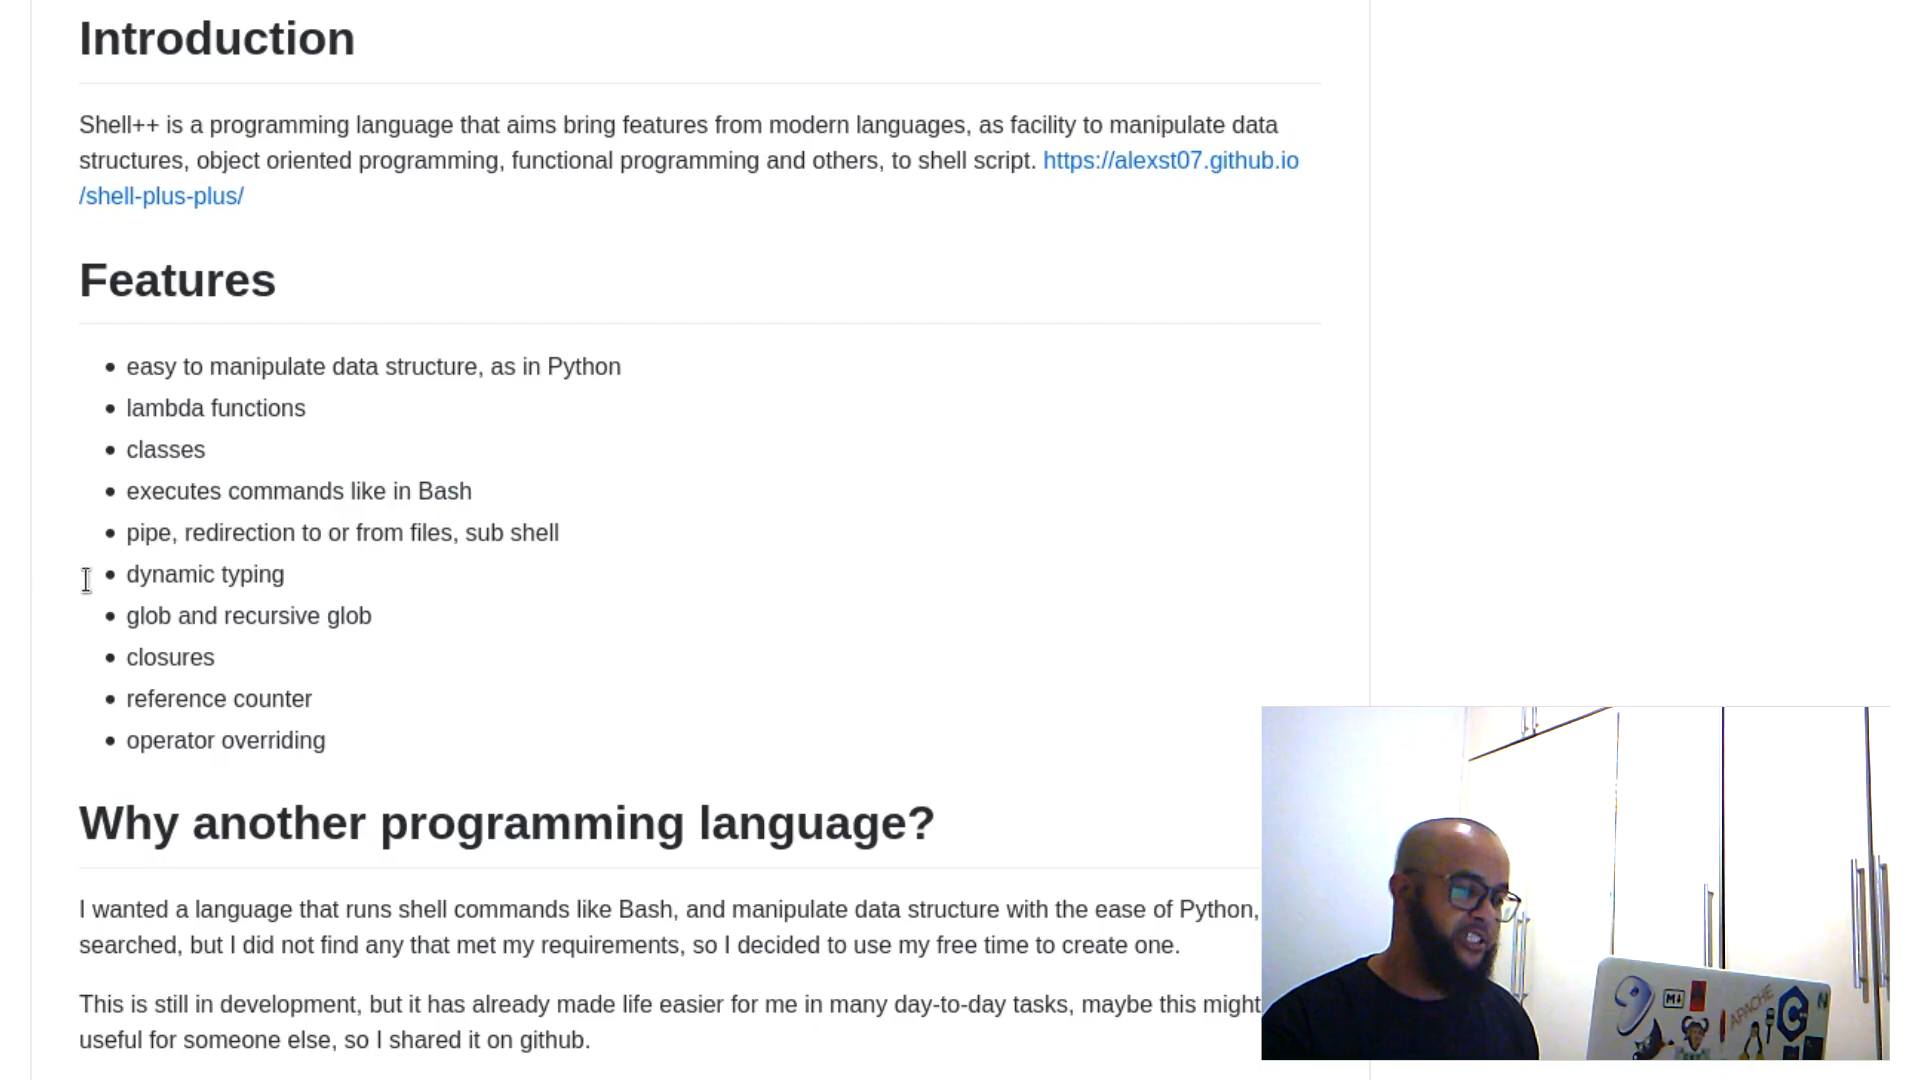 Introduction
Shell++ is a programming language that aims bring features from modern languages, as facility to manipulate data
structures, object oriented programming, functional programming and others, to shell script. https://alexst07.github.io
/shell-plus-plus/
Features
easy to manipulate data structure, as in Python
lambda functions
classes
executes commands like in Bash
pipe, redirection to or from files, sub shell
dynamic typing
glob and recursive glob
closures
reference counter
operator overriding
Why another programming language?
I wanted a language that runs shell commands like Bash, and manipulate data structure with the ease of Python,
searched, but I did not find any that met my requirements, so I decided to use my free time to create one.
This is still in development, but it has already made life easier for me in many day-to-day tasks, maybe this might
useful for someone else, so I shared it on github.
APACHE